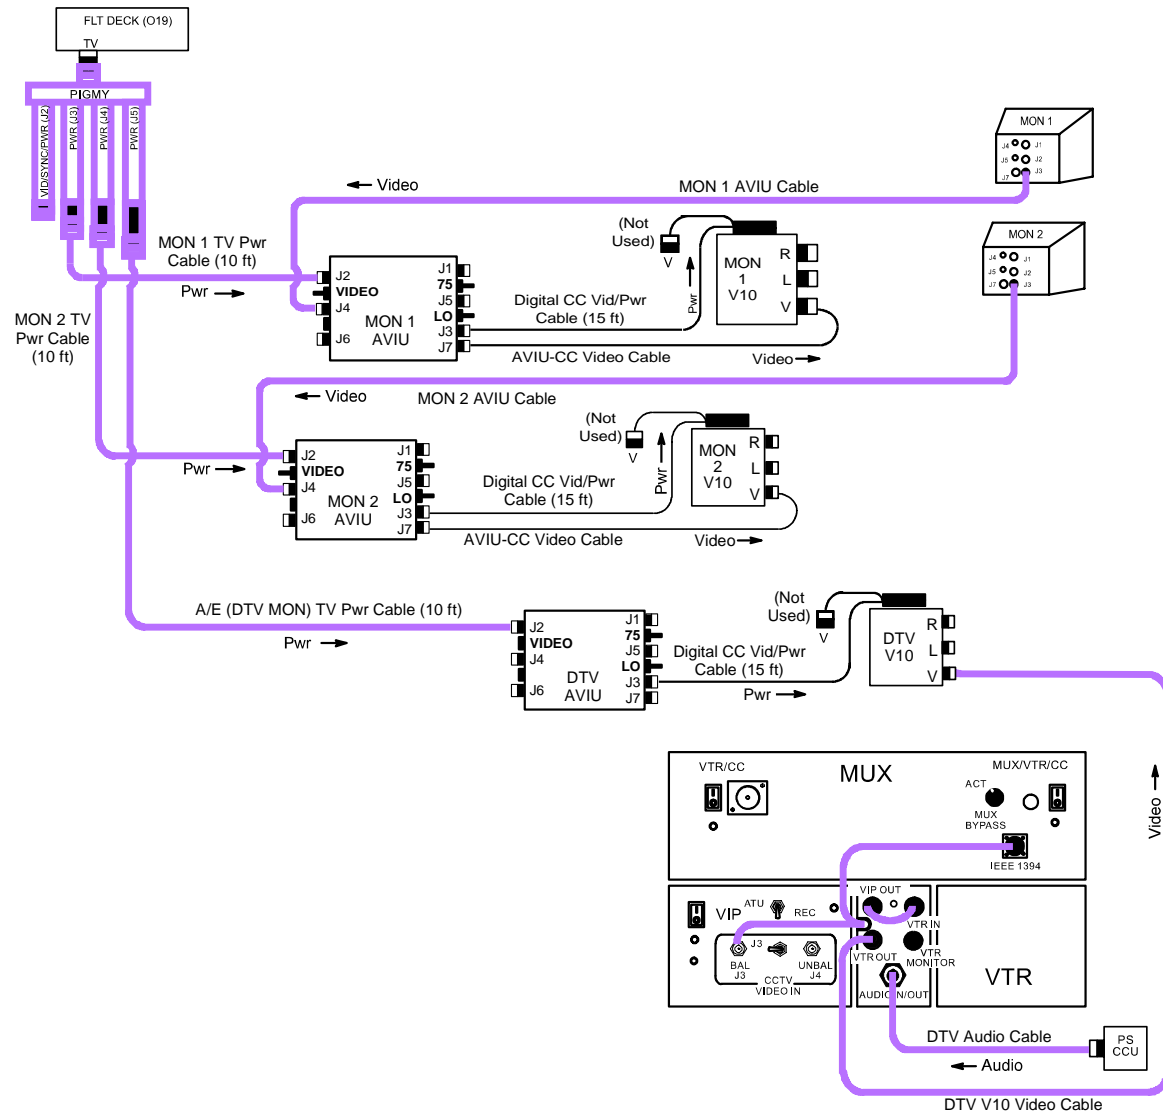 FLT DECK (O19)
TV
PIGMY
VID/SYNC/PWR (J2)
PWR (J3)
PWR (J4)
PWR (J5)
MON 1
J4 J1
J5 J2
J7 J3
← Video
MON 1 AVIU Cable
MON 2
J4 J1
J5 J2
J7 J3
(Not
Used)
V
MON 1 TV Pwr
Cable (10 ft)
Pwr →
J2
VIDEO
J4
J6
MON 1
AVIU
J1
75
J5
LO
J3
J7
Digital CC Vid/Pwr
Cable (15 ft)
Pwr →
MON
1
V10
R
L
V
AVIU-CC Video Cable
Video →
MON 2 TV
Pwr Cable
(10 ft)
← Video
MON 2 AVIU Cable
(Not
Used)
V
Pwr →
J2
VIDEO
J4
J6
MON 2
AVIU
J1
75
J5
LO
J3
J7
Digital CC Vid/Pwr
Cable (15 ft)
Pwr →
MON
2
V10
R
L
V
AVIU-CC Video Cable
Video →
A/E (DTV MON) TV Pwr Cable (10 ft)
Pwr →
J2
VIDEO
J4
J6
DTV
AVIU
J1
75
J5
LO
J3
J7
(Not
Used)
V
Digital CC Vid/Pwr
Cable (15 ft)
Pwr →
DTV
V10
R
L
V
Video →
VTR/CC
MUX
MUX/VTR/CC
ACT
MUX
BYPASS
IEEE 1394
VIP
ATU
REC
J3
BAL
J3
UNBAL
J4
CCTV
VIDEO IN
VIP OUT
VTR IN
VTR OUT
VTR
MONITOR
AUDIO IN/OUT
VTR
DTV Audio Cable
← Audio
PS
CCU
DTV V10 Video Cable